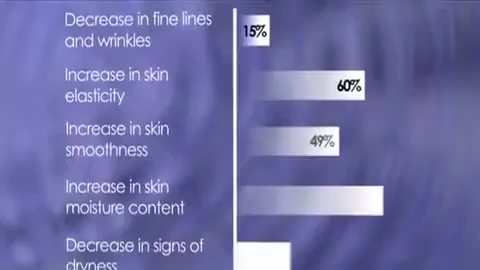 Decrease in fine lines
and wrinkles
15%
Increase in skin
elasticity
60%
Increase in skin
smoothness
49%
Increase in skin
moisture content
Decrease in signs of
dryness